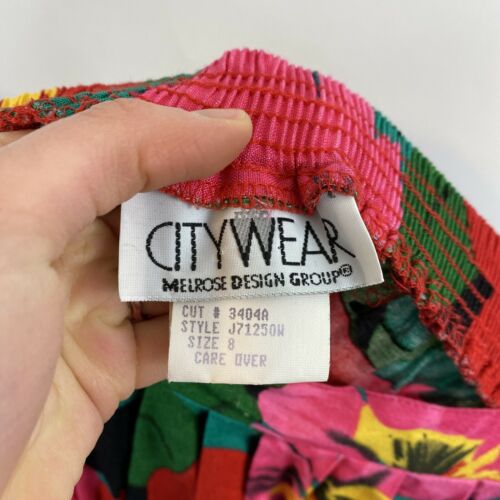 CITYWEAR
MELROSE DESIGN GROUP®
CUT # 3404A
STYLE J71250W
SIZE 8
CARE OVER